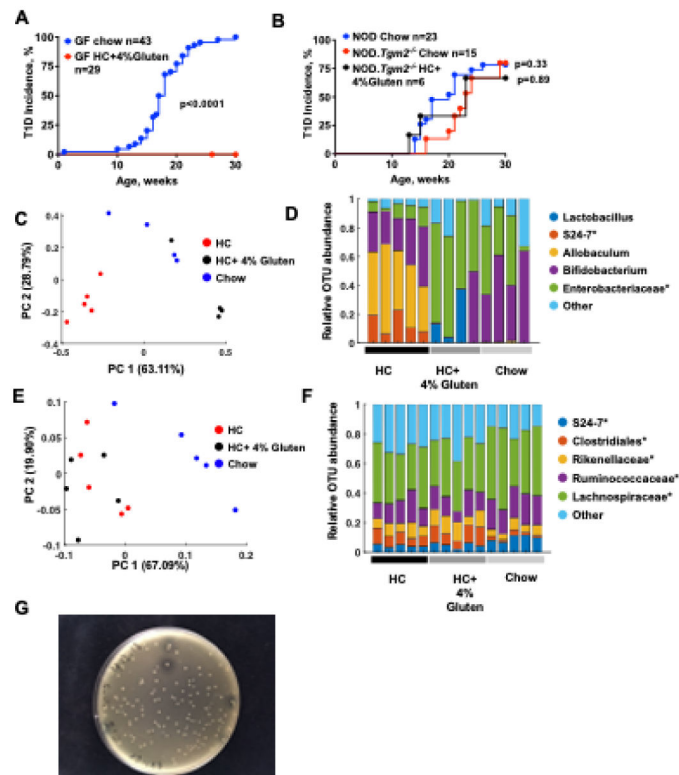 A
GF chow n=43
GF HC+4%Gluten
n=29
p<0.0001
T1D Incidence, %
100
75
50
25
0
0 10 20 30
Age, weeks
B
NOD Chow n=23
NOD.Tgm2-/- Chow n=15
NOD.Tgm2-/- HC+
4%Gluten n=6
p=0.33
p=0.89
T1D Incidence, %
100
75
50
25
0
0 10 20 30
Age, weeks
C
HC
HC+ 4% Gluten
Chow
PC 2 (28.79%)
0.4
0.2
0
-0.2
-0.4
-0.5 0 0.5
PC 1 (63.11%)
D
Relative OTU abundance
1
0.8
0.6
0.4
0.2
0
HC
HC+
4% Gluten
Chow
Lactobacillus
S24-7*
Allobaculum
Bifidobacterium
Enterobacteriaceae*
Other
E
HC
HC+ 4% Gluten
Chow
PC 2 (19.90%)
0.1
0.05
0
-0.05
-0.1
-0.1 0 0.1 0.2
PC 1 (67.09%)
F
Relative OTU abundance
1
0.8
0.6
0.4
0.2
0
HC
HC+
4%
Gluten
Chow
S24-7*
Clostridiales*
Rikenellaceae*
Ruminococcaceae*
Lachnospiraceae*
Other
G